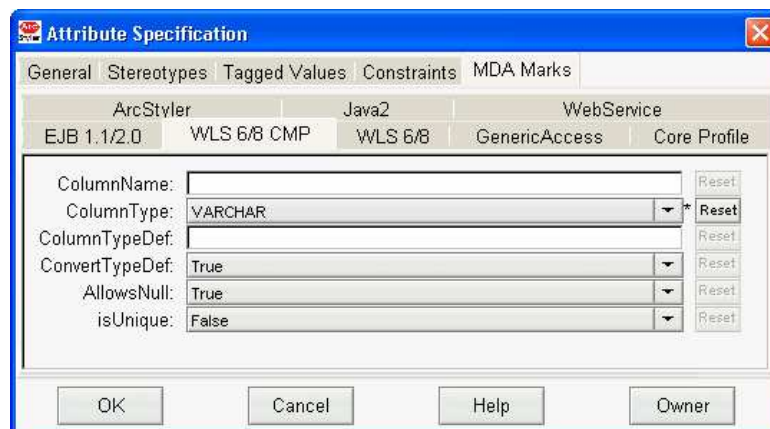 Attribute Specification
General Stereotypes Tagged Values Constraints MDA Marks
ArcStyler Java2 WebService
EJB 1.1/2.0 WLS 6/8 CMP WLS 6/8 GenericAccess Core Profile
ColumnName: Reset
ColumnType: VARCHAR * Reset
ColumnTypeDef: Reset
ConvertTypeDef: True Reset
AllowsNull: True Reset
isUnique: False Reset
OK Cancel Help Owner